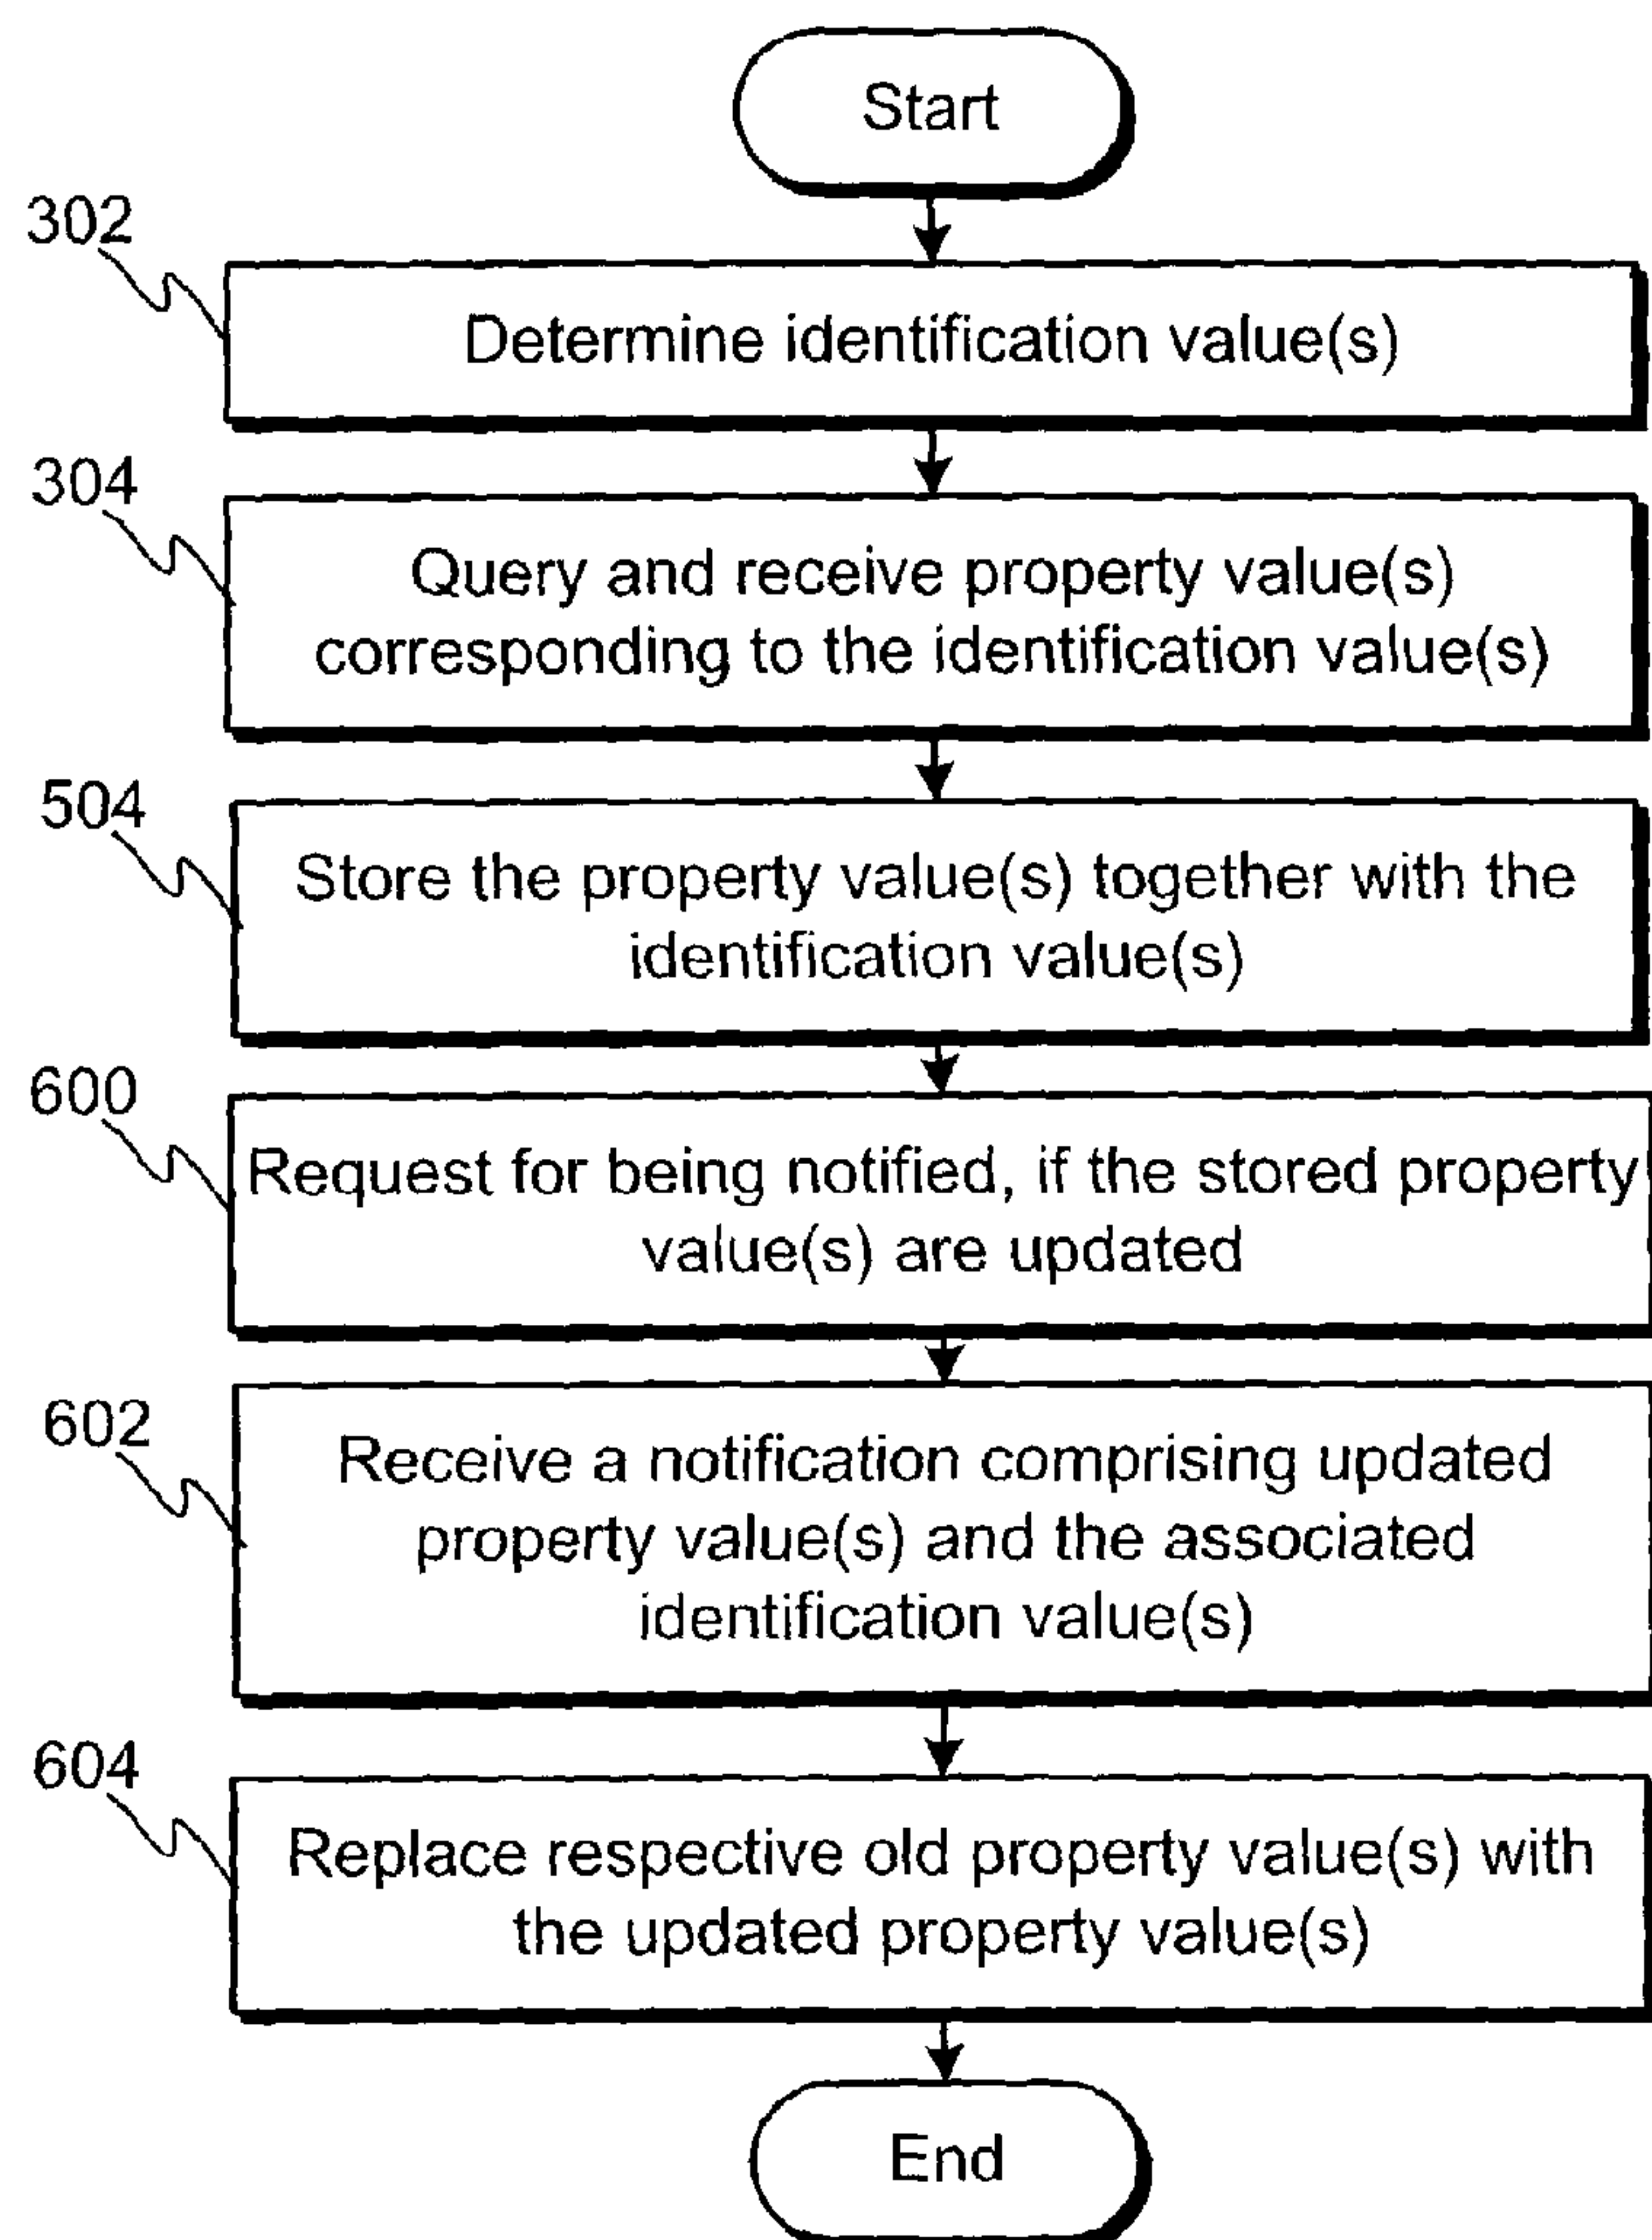 Start
302
Determine identification value(s)
304
Query and receive property value(s)
corresponding to the identification value(s)
504
Store the property value(s) together with the
identification value(s)
600
Request for being notified, if the stored property
value(s) are updated
602
Receive a notification comprising updated
property value(s) and the associated
identification value(s)
604
Replace respective old property value(s) with
the updated property value(s)
End